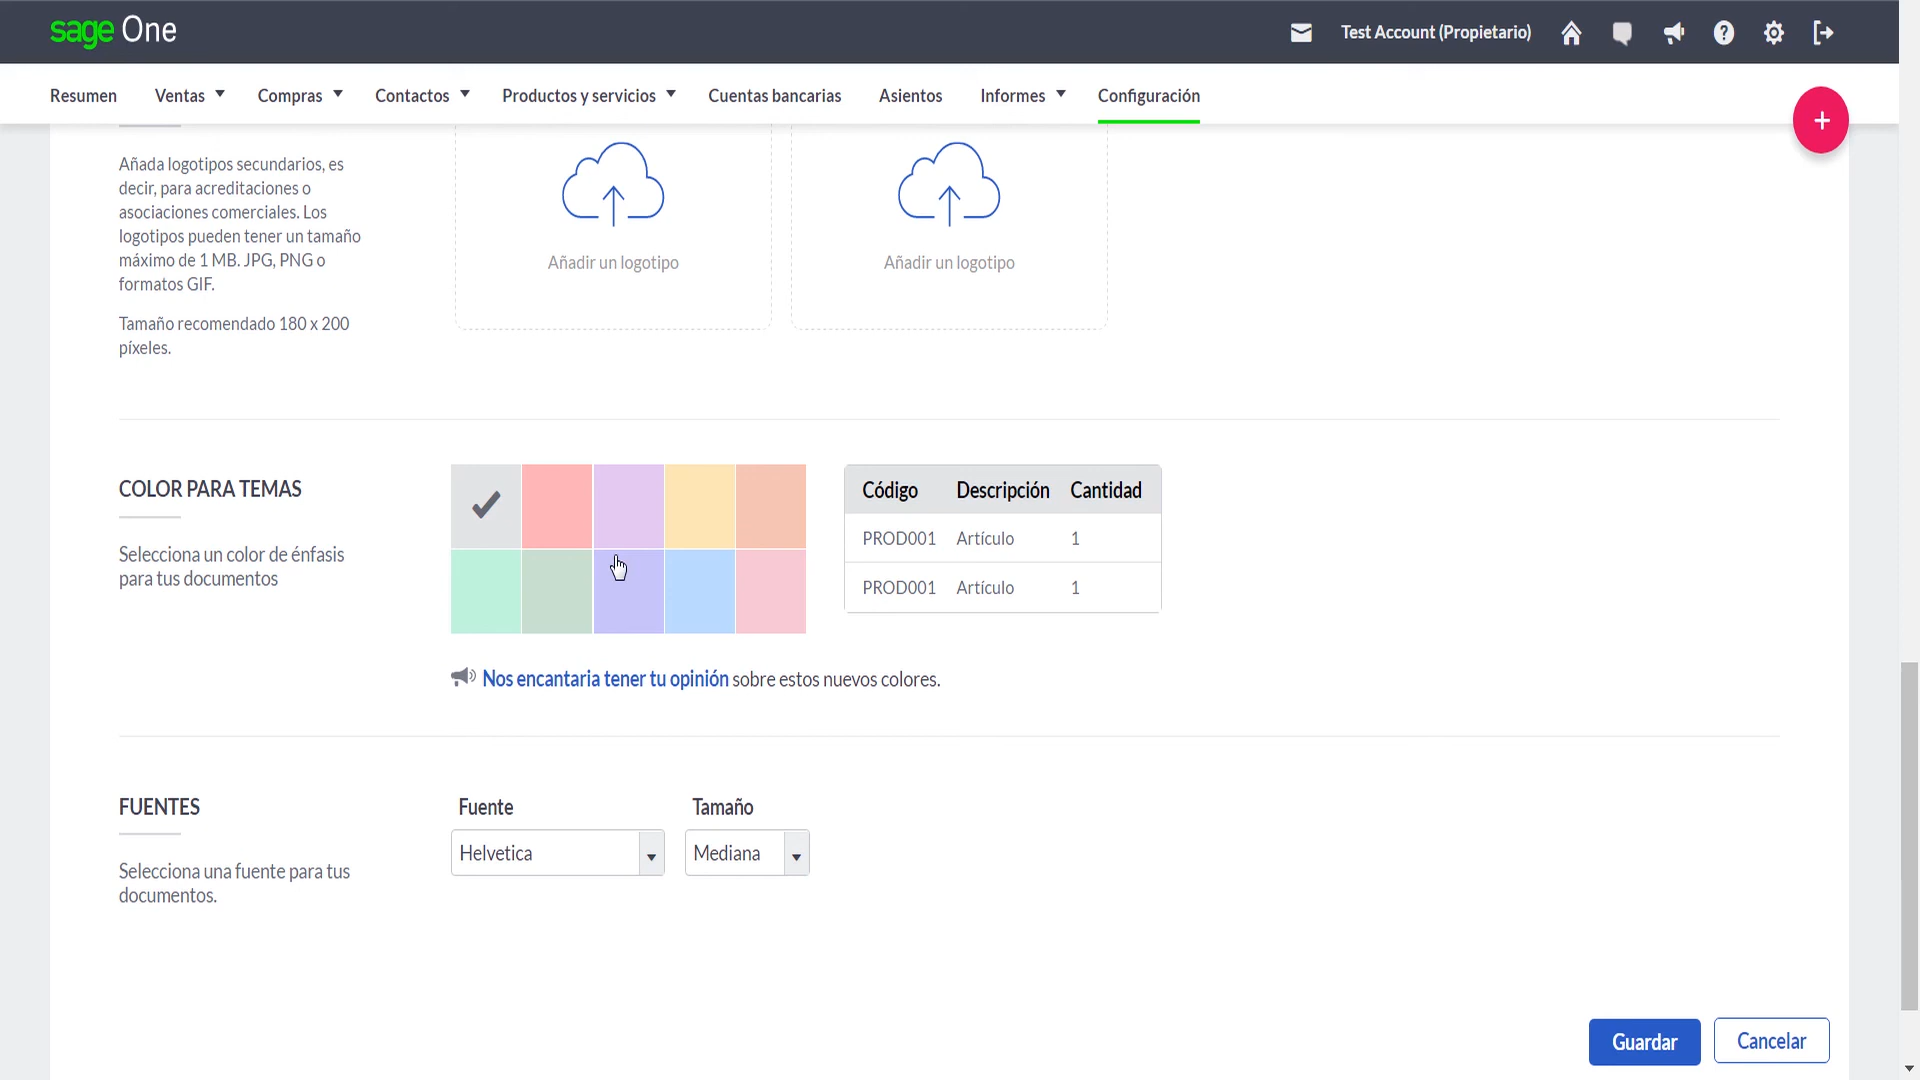 sage One
Test Account (Propietario)
?
Resumen Ventas Compras Contactos Productos y servicios Cuentas bancarias Asientos Informes Configuración
+
Añada logotipos secundarios, es
decir, para acreditaciones o
asociaciones comerciales. Los
logotipos pueden tener un tamaño
máximo de 1 MB. JPG, PNG o
formatos GIF.
Tamaño recomendado 180 x 200
píxeles.
Añadir un logotipo
Añadir un logotipo
COLOR PARA TEMAS
Selecciona un color de énfasis
para tus documentos
Código Descripción Cantidad
PROD001 Artículo 1
PROD001 Artículo 1
Nos encantaria tener tu opinión sobre estos nuevos colores.
FUENTES
Selecciona una fuente para tus
documentos.
Fuente Tamaño
Helvetica Mediana
Guardar Cancelar